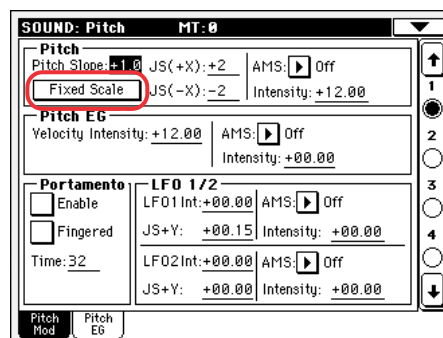 SOUND: Pitch MT:0
Pitch
Pitch Slope: +1.0 JS(+X): +2 AMS: Off
Fixed Scale JS(-X): -2 Intensity: +12.00
Pitch EG
Velocity Intensity: +12.00 AMS: Off
Intensity: +00.00
Portamento LFO 1/2
Enable LFO1 Int: +00.00 AMS: Off
Fingered JS+Y: +00.15 Intensity: +00.00
Time: 32 LFO2 Int: +00.00 AMS: Off
JS+Y: +00.00 Intensity: +00.00
1
2
3
4
Pitch Mod
Pitch EG